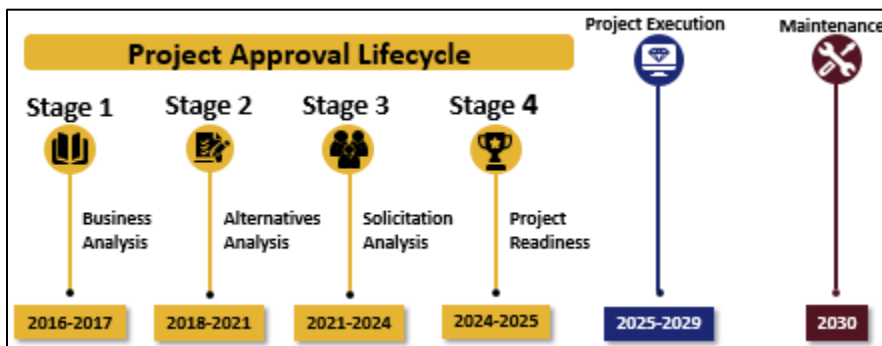 Project Approval Lifecycle
Project Execution
Maintenance
Stage 1
Stage 2
Stage 3
Stage 4
Business
Analysis
Alternatives
Analysis
Solicitation
Analysis
Project
Readiness
2016-2017
2018-2021
2021-2024
2024-2025
2025-2029
2030